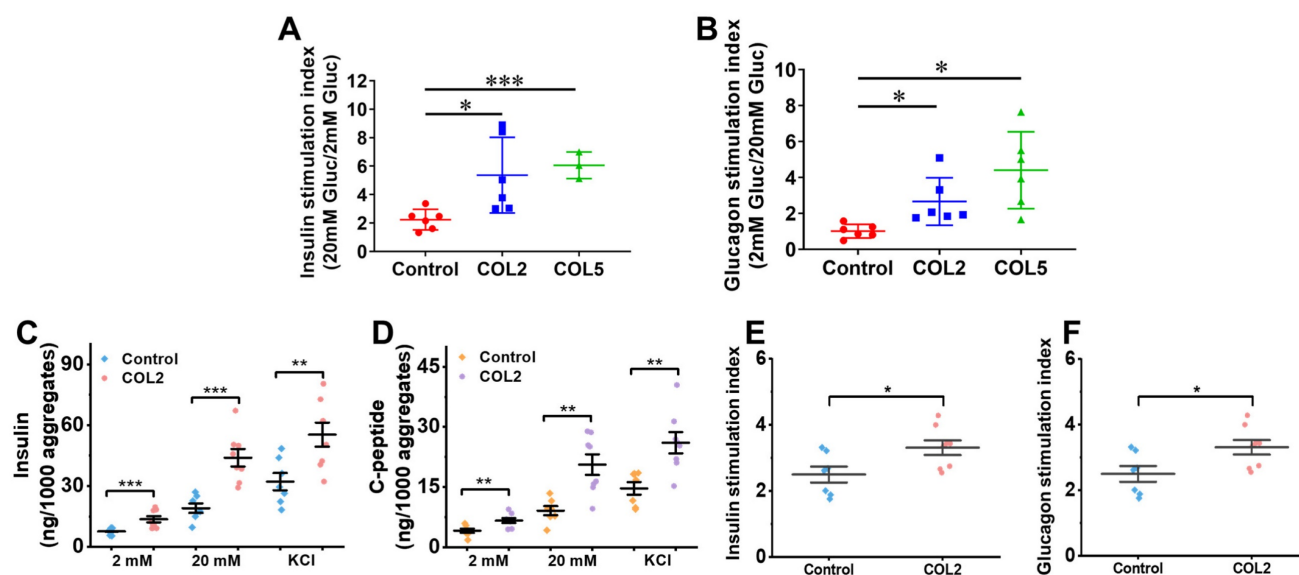 A
Insulin stimulation index
(20mM Gluc/2mM Gluc)
12
10
8
6
4
2
0
***
*
Control
COL2
COL5
B
Glucagon stimulation index
(2mM Gluc/20mM Gluc)
10
8
6
4
2
0
*
*
Control
COL2
COL5
C
Insulin
(ng/1000 aggregates)
90
60
30
0
Control
COL2
***
***
**
2 mM
20 mM
KCl
D
C-peptide
(ng/1000 aggregates)
45
30
15
0
Control
COL2
**
**
**
2 mM
20 mM
KCl
E
Insulin stimulation index
6
4
2
0
*
Control
COL2
F
Glucagon stimulation index
6
4
2
0
*
Control
COL2